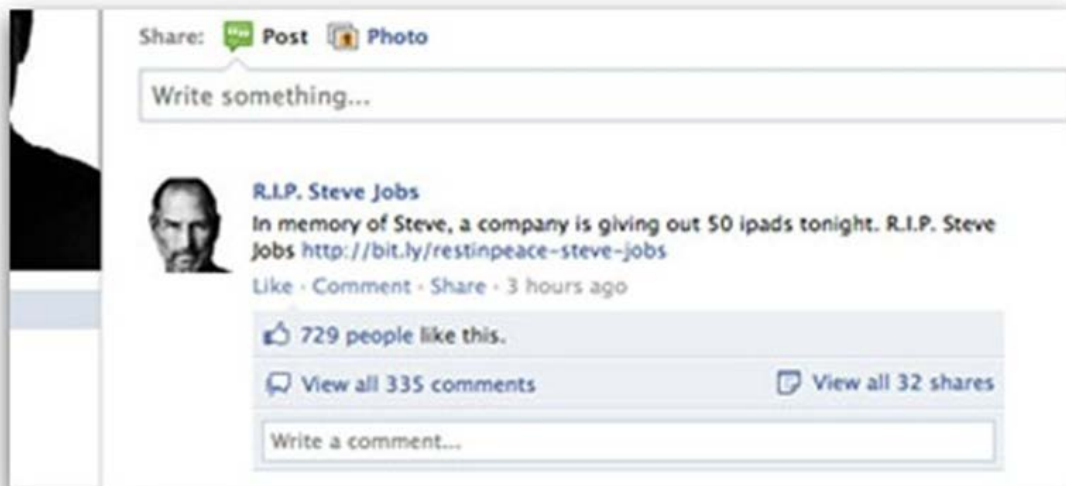 Share: Post Photo
Write something...
R.I.P. Steve Jobs
In memory of Steve, a company is giving out 50 ipads tonight. R.I.P. Steve
Jobs http://bit.ly/restinpeace-steve-jobs
Like · Comment · Share · 3 hours ago
729 people like this.
View all 335 comments View all 32 shares
Write a comment...